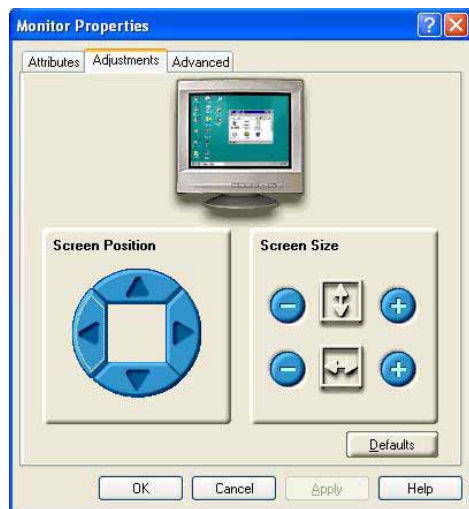 Monitor Properties
Attributes Adjustments Advanced
Screen Position
Screen Size
Defaults
OK Cancel Apply Help